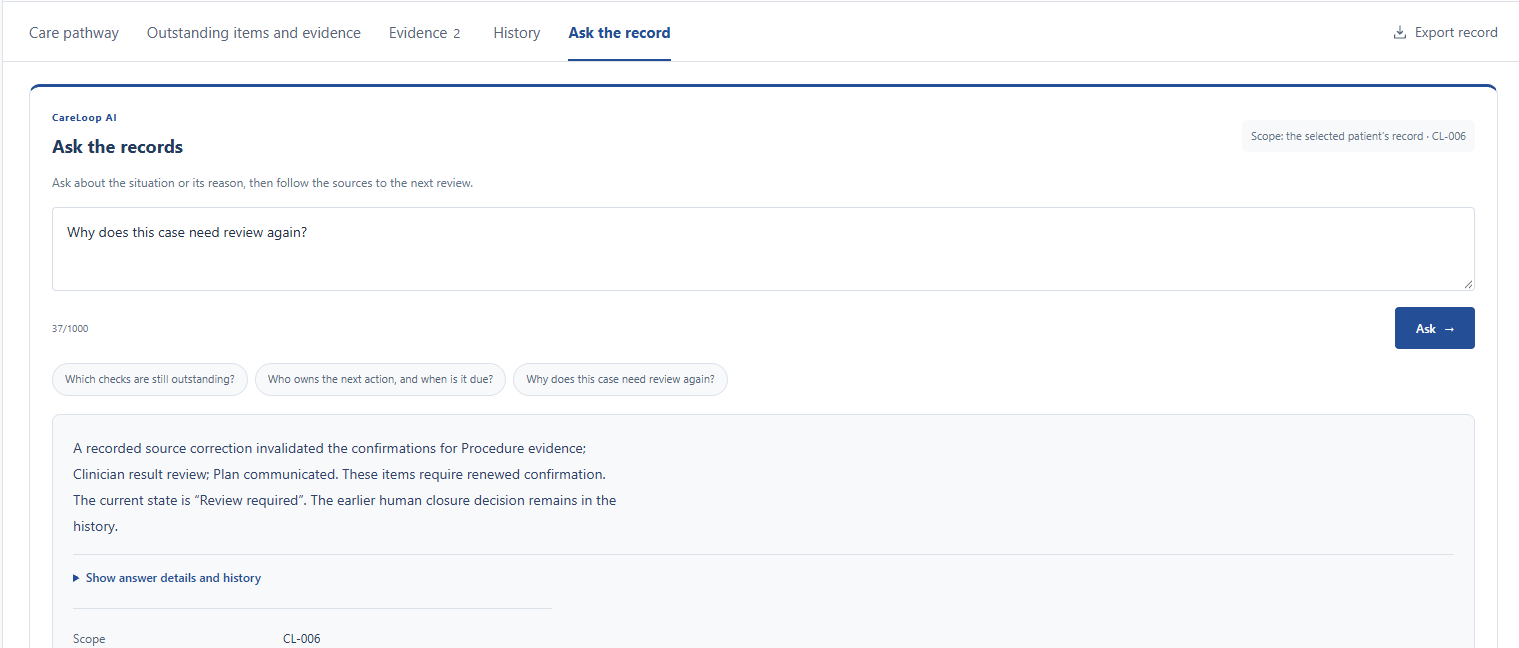 Care pathway Outstanding items and evidence Evidence 2 History Ask the record Export record
CareLoop AI
Ask the records
Scope: the selected patient's record · CL-006
Ask about the situation or its reason, then follow the sources to the next review.
Why does this case need review again?
37/1000
Ask →
Which checks are still outstanding? Who owns the next action, and when is it due? Why does this case need review again?
A recorded source correction invalidated the confirmations for Procedure evidence;
Clinician result review; Plan communicated. These items require renewed confirmation.
The current state is “Review required”. The earlier human closure decision remains in the
history.
Show answer details and history
Scope CL-006